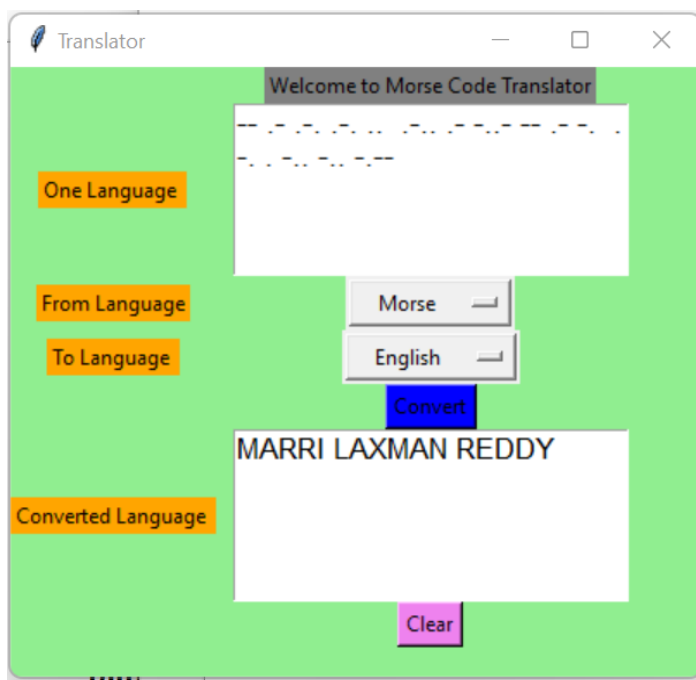 Translator
Welcome to Morse Code Translator
-- .- .-. .-. ..  .-.. .- -..- -- .- -.  .
-. . -.. -.. -.--
One Language
From Language
Morse
To Language
English
Convert
MARRI LAXMAN REDDY
Converted Language
Clear